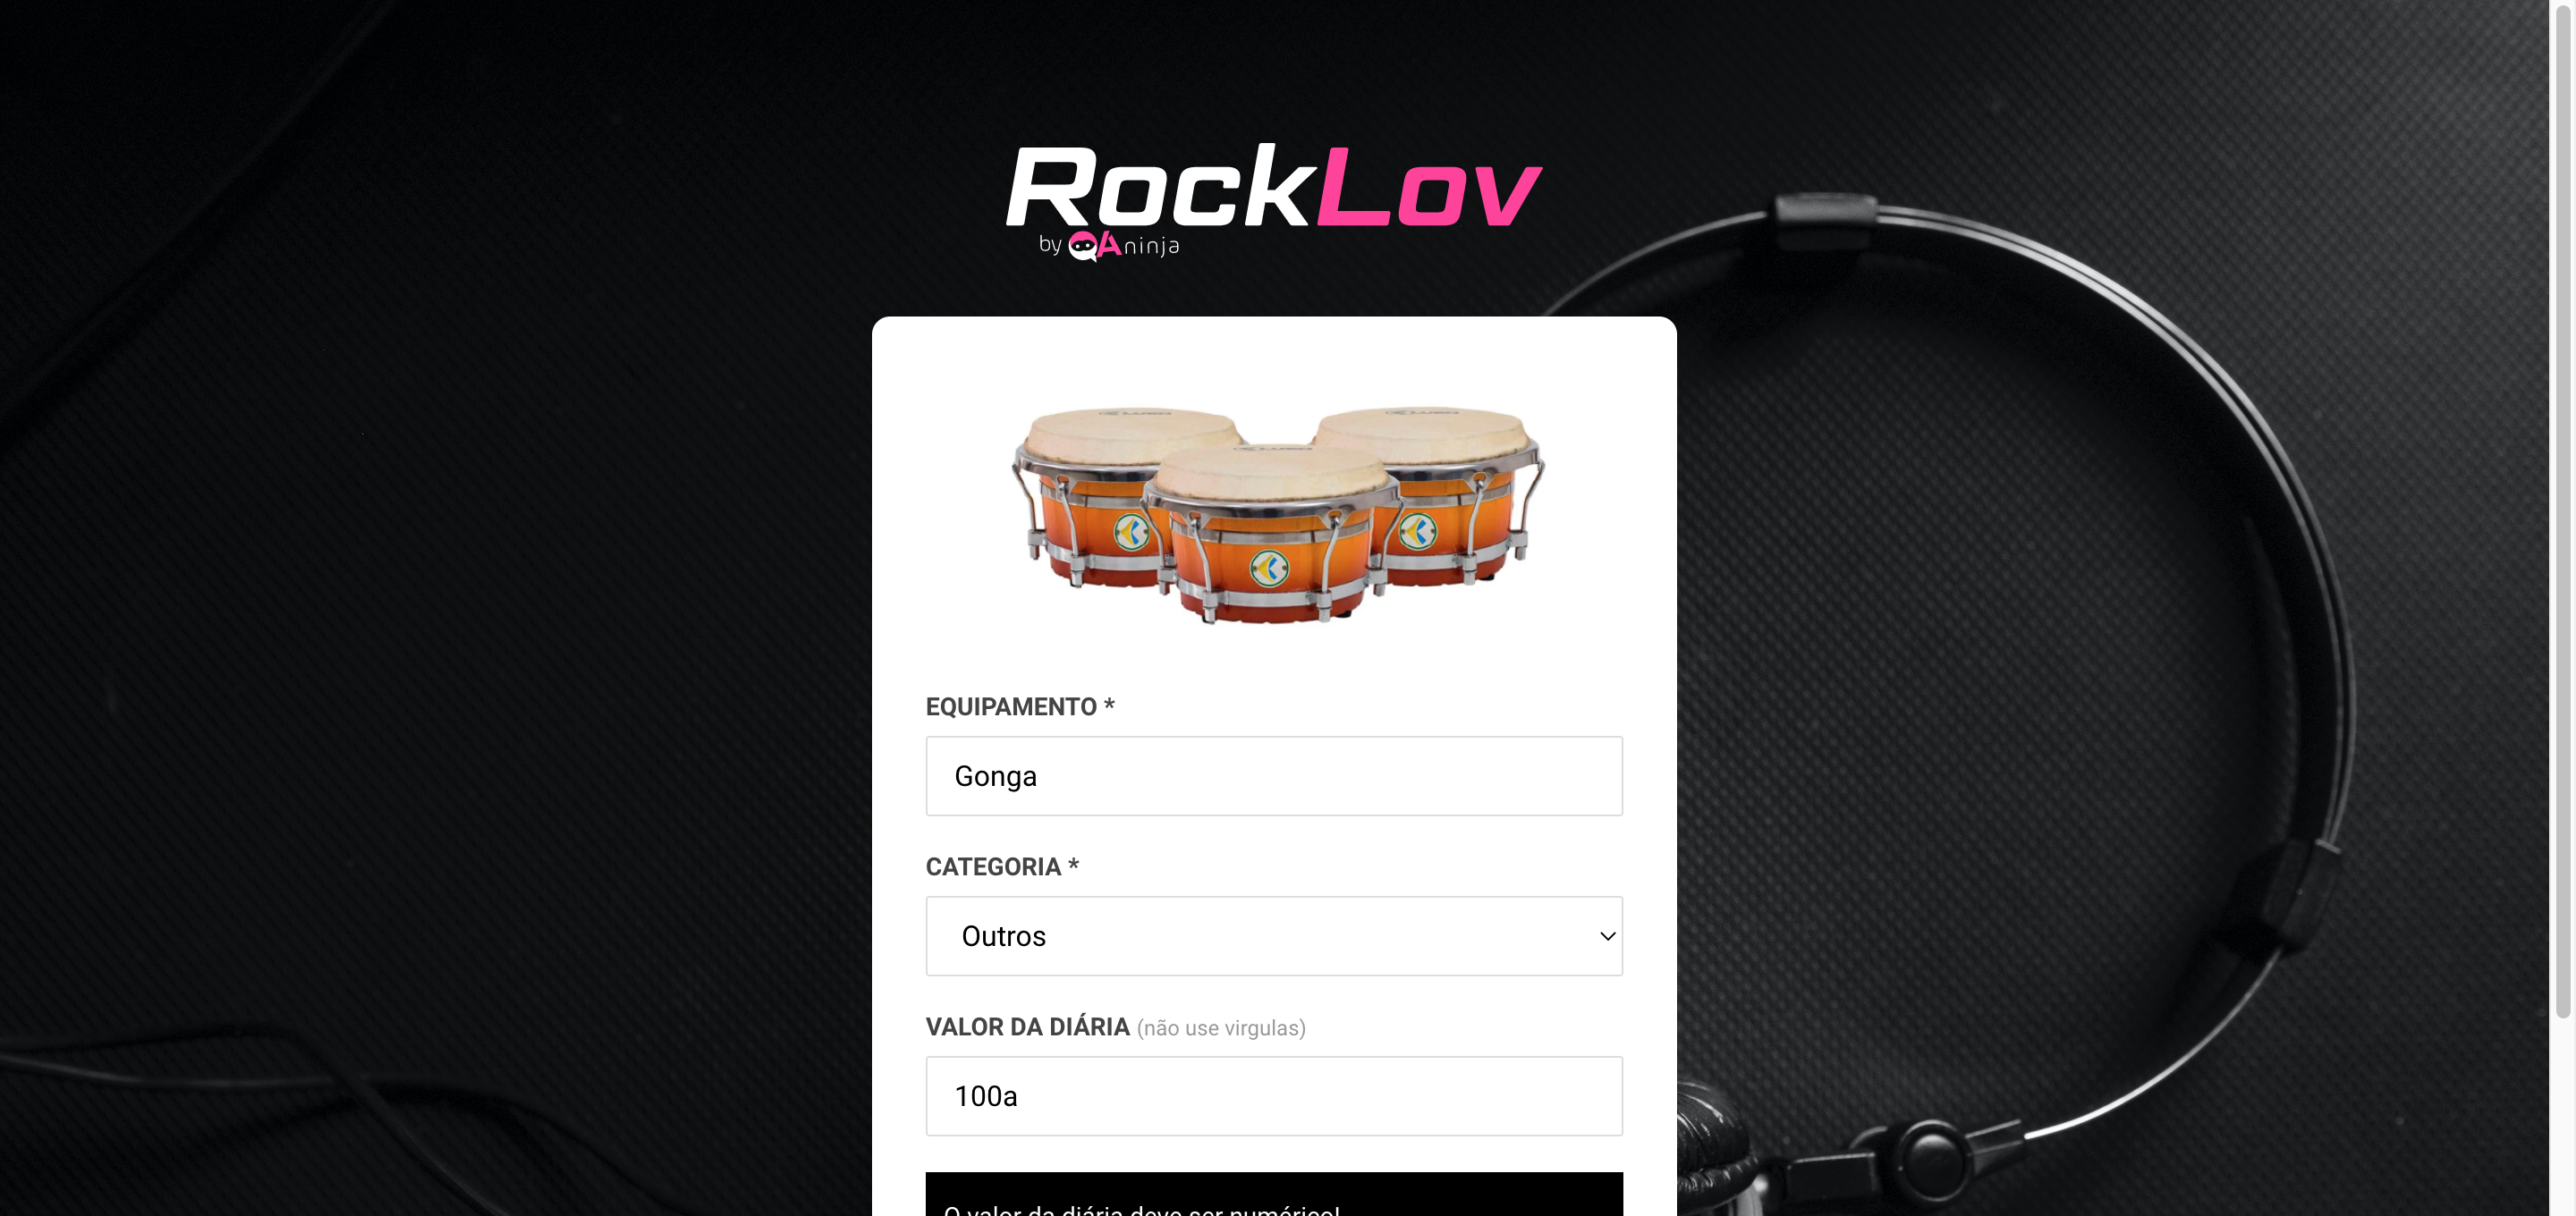 RockLov
by QAninja
EQUIPAMENTO *
Gonga
CATEGORIA *
Outros
VALOR DA DIÁRIA (não use virgulas)
100a
O valor da diária deve ser numérico!